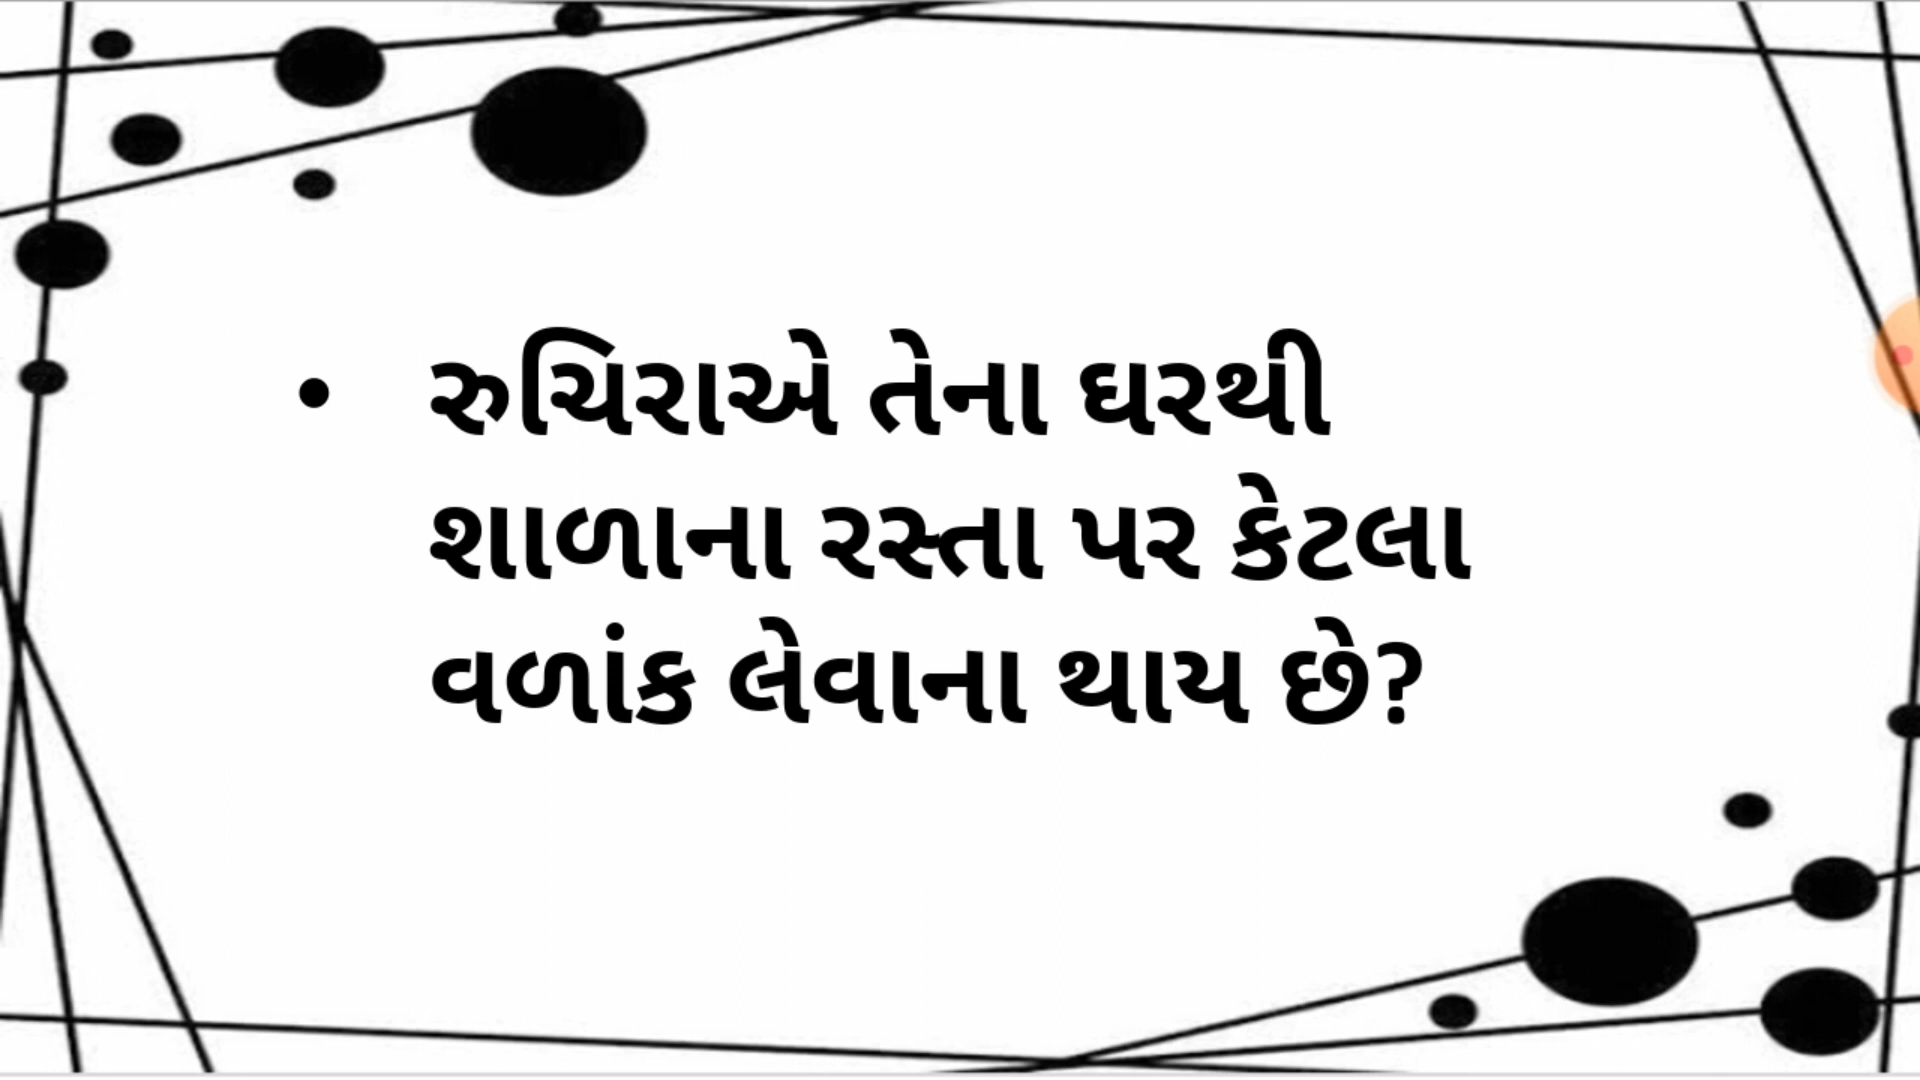 • રુચિરાએ તેના ઘરથી
શાળાના રસ્તા પર કેટલા
વળાંક લેવાના થાય છે?